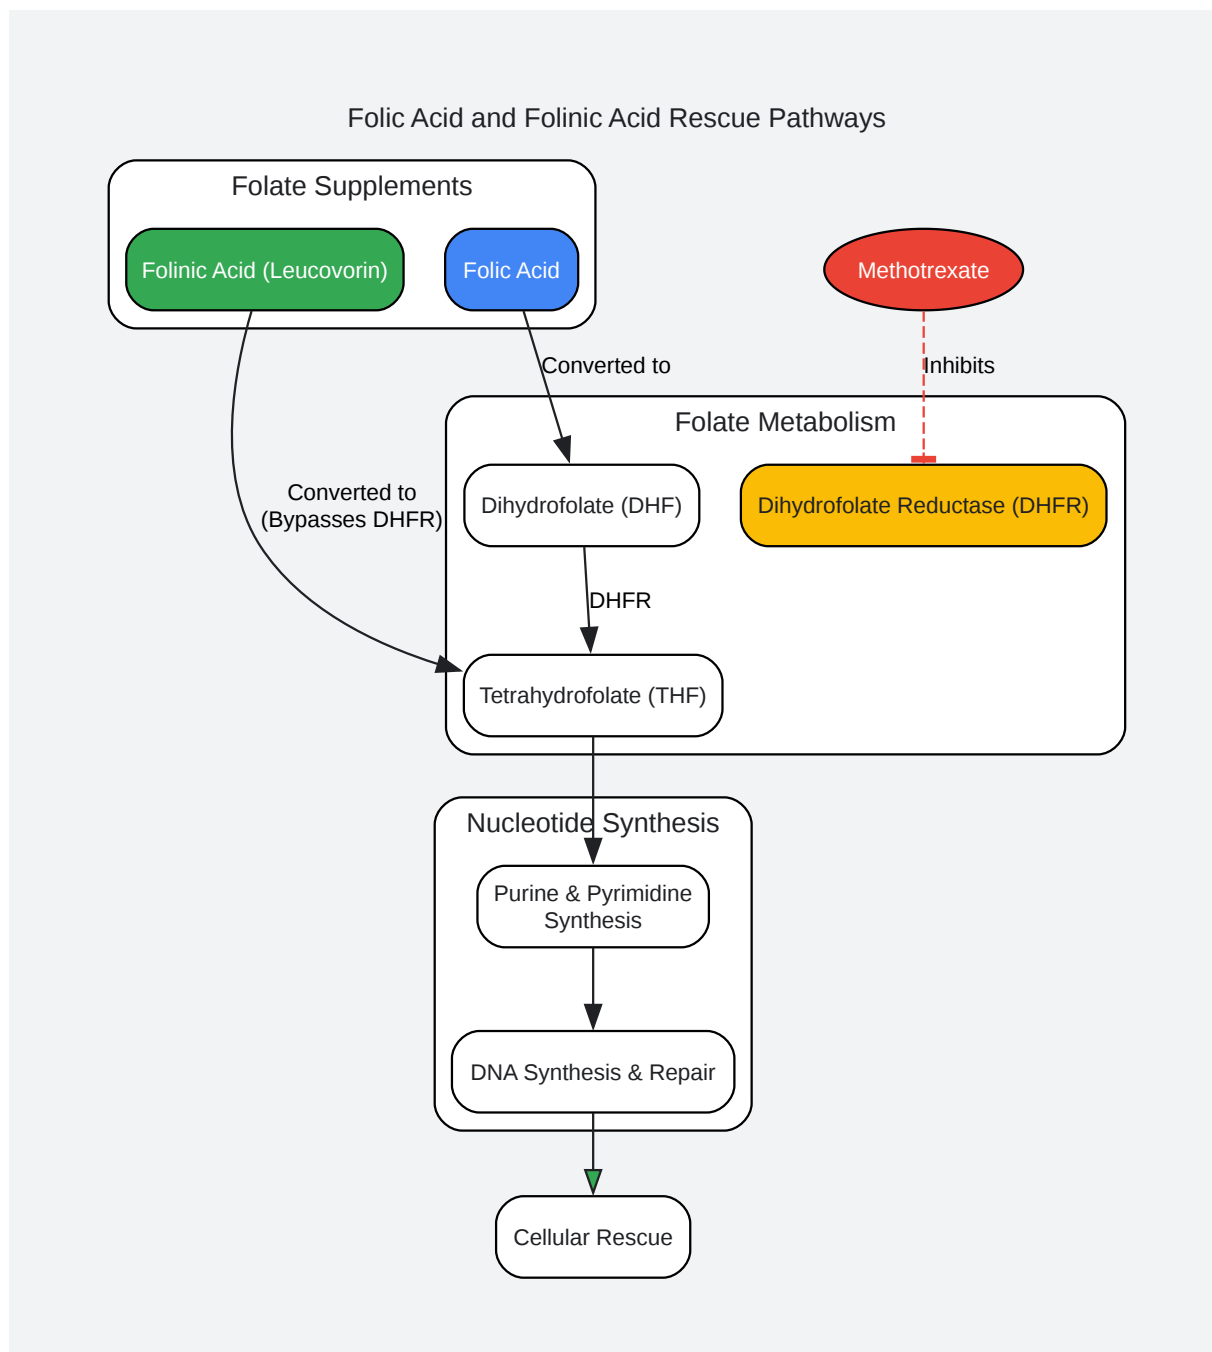 Folic Acid and Folinic Acid Rescue Pathways
Folate Supplements
Folinic Acid (Leucovorin)
Folic Acid
Methotrexate
Converted to
Inhibits
Folate Metabolism
Converted to
(Bypasses DHFR)
Dihydrofolate (DHF)
Dihydrofolate Reductase (DHFR)
DHFR
Tetrahydrofolate (THF)
Nucleotide Synthesis
Purine & Pyrimidine
Synthesis
DNA Synthesis & Repair
Cellular Rescue